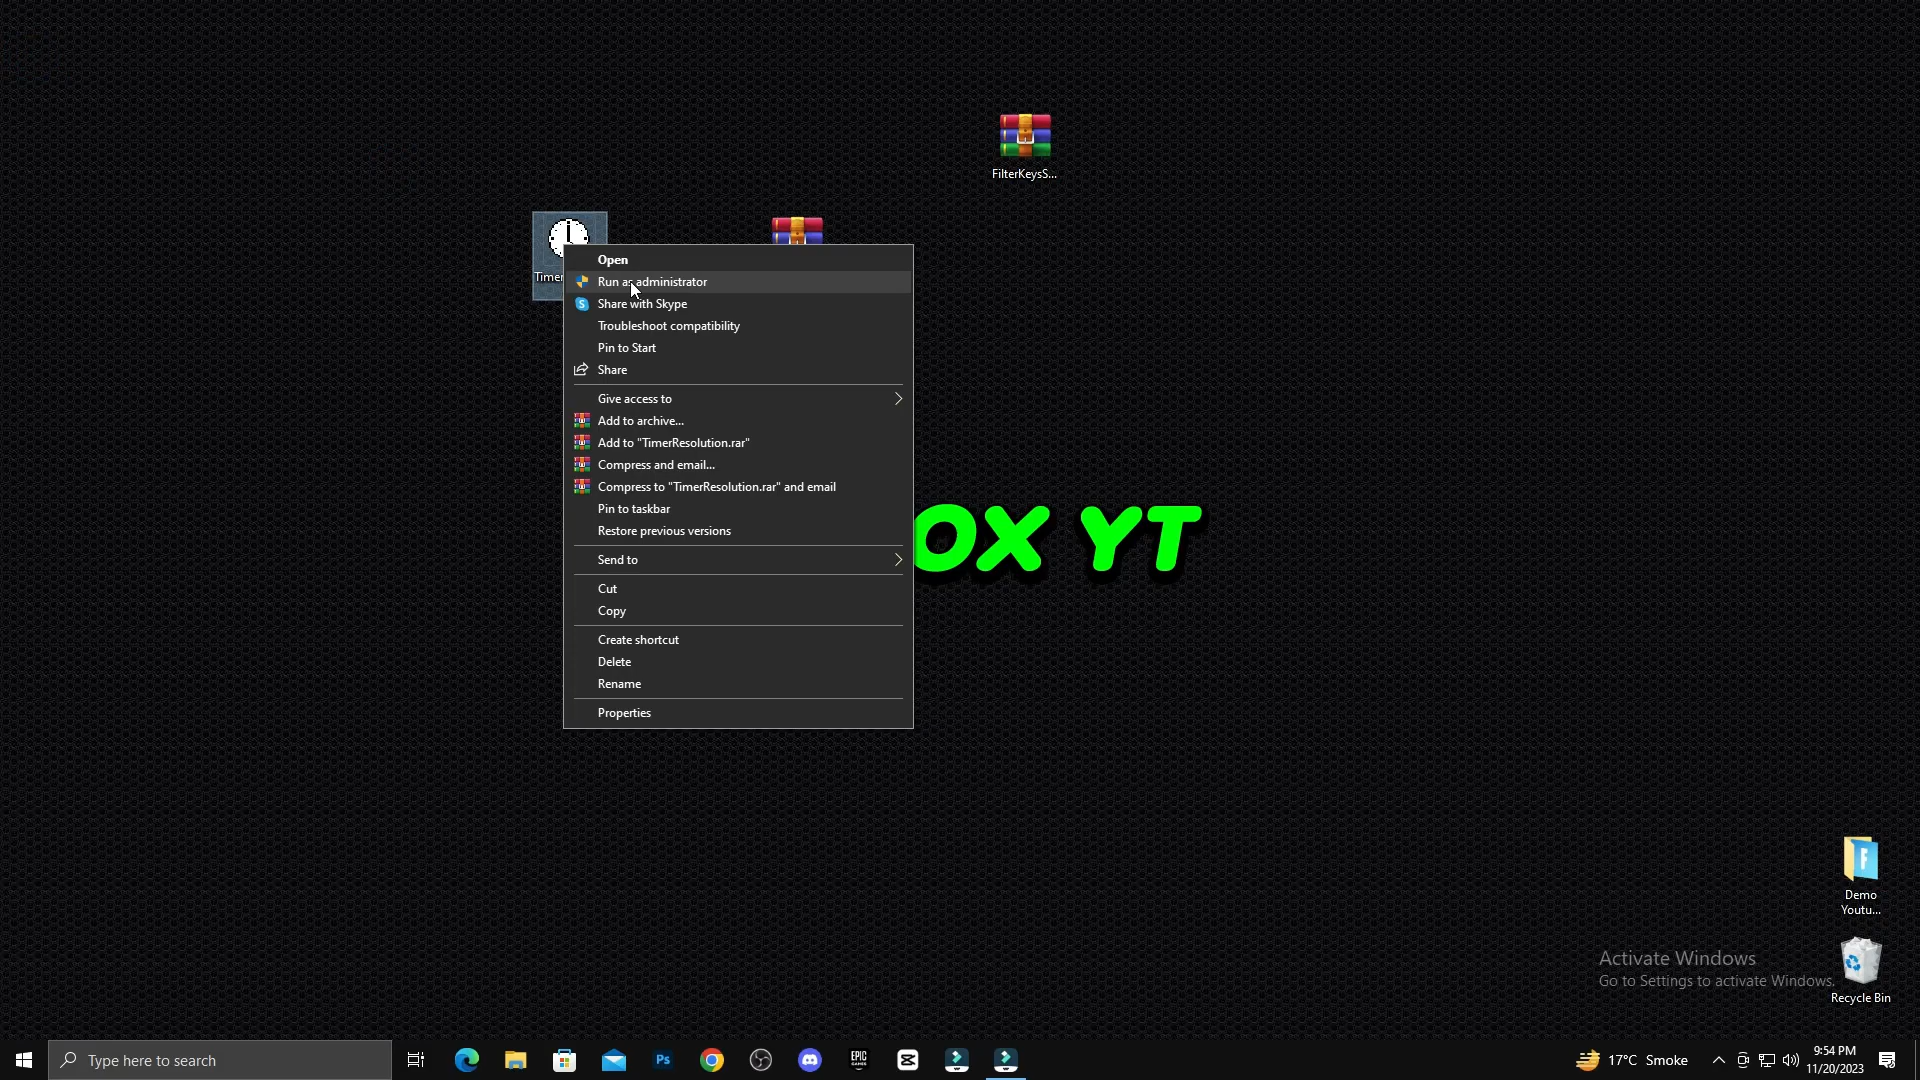 FilterKeysS...
Timer
Open
Run as administrator
Share with Skype
Troubleshoot compatibility
Pin to Start
Share
Give access to
Add to archive...
Add to "TimerResolution.rar"
Compress and email...
Compress to "TimerResolution.rar" and email
Pin to taskbar
Restore previous versions
Send to
Cut
Copy
Create shortcut
Delete
Rename
Properties
OX YT
Demo
Youtu...
Activate Windows
Go to Settings to activate Windows.
Recycle Bin
Type here to search
Ps
EPIC
GAMES
17°C Smoke
9:54 PM
11/20/2023